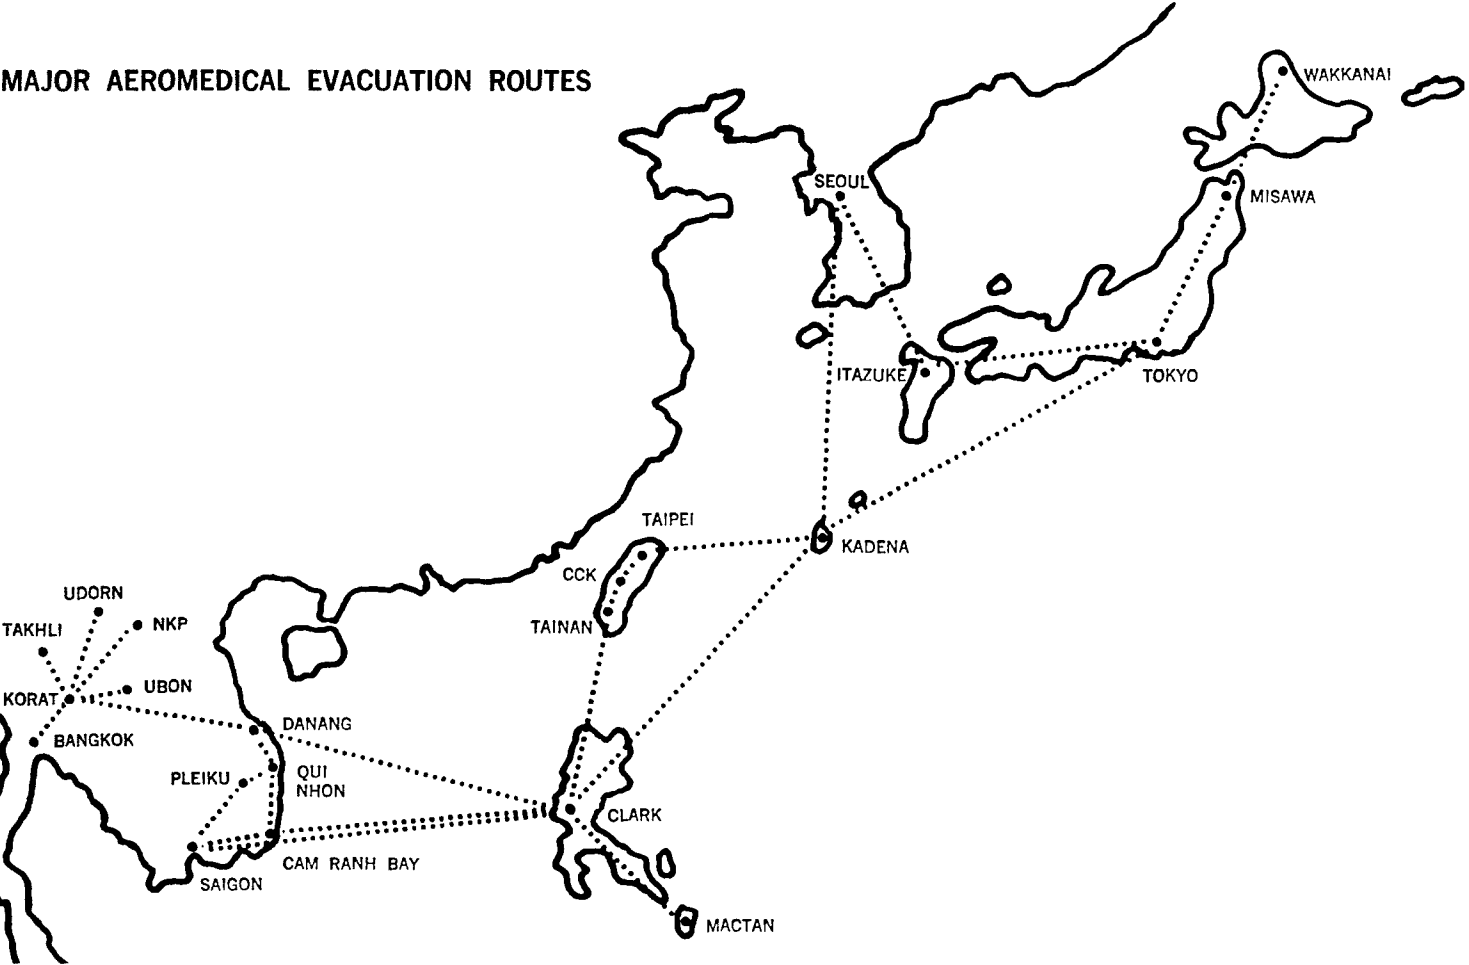 MAJOR AEROMEDICAL EVACUATION ROUTES
WAKKANAI
SEOUL
MISAWA
ITAZUKE
TOKYO
TAIPEI
KADENA
CCK
UDORN
TAKHLI
NKP
TAINAN
UBON
KORAT
DANANG
BANGKOK
PLEIKU
QUI
NHON
CLARK
CAM RANH BAY
SAIGON
MACTAN